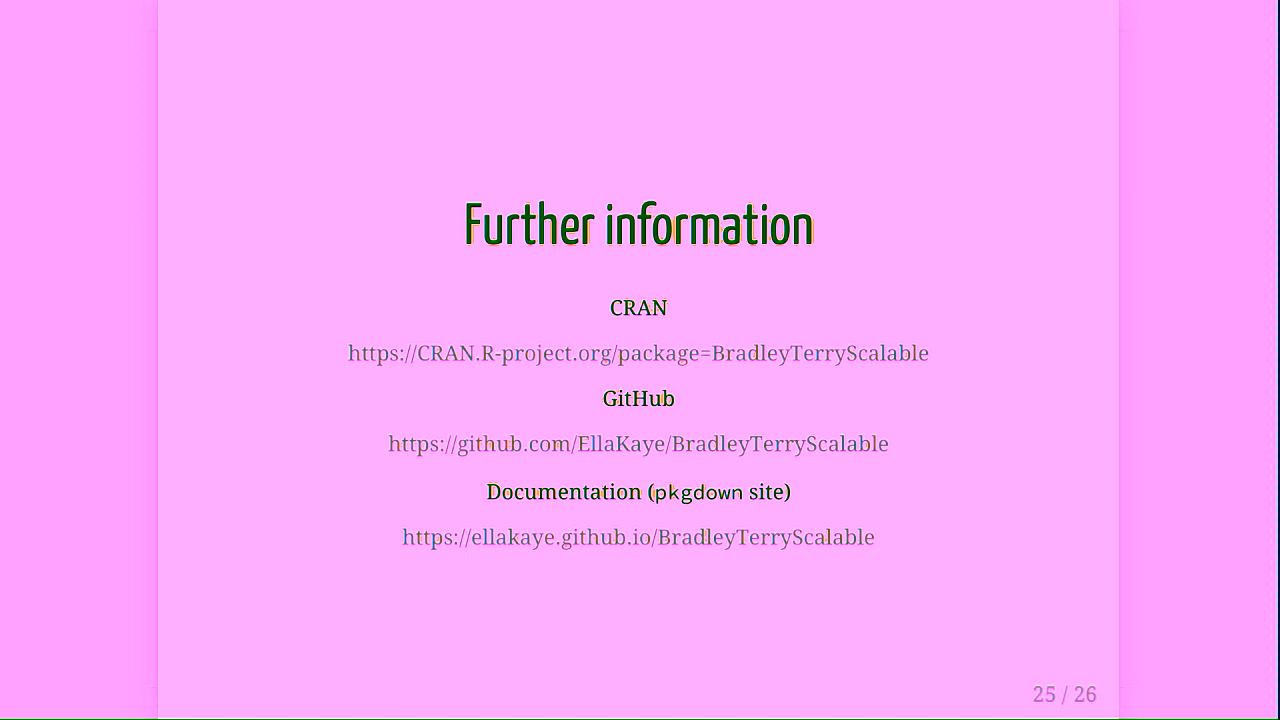 Further information
CRAN
https://CRAN.R-project.org/package=BradleyTerryScalable
GitHub
https://github.com/EllaKaye/BradleyTerryScalable
Documentation (pkgdown site)
https://ellakaye.github.io/BradleyTerryScalable
25 / 26